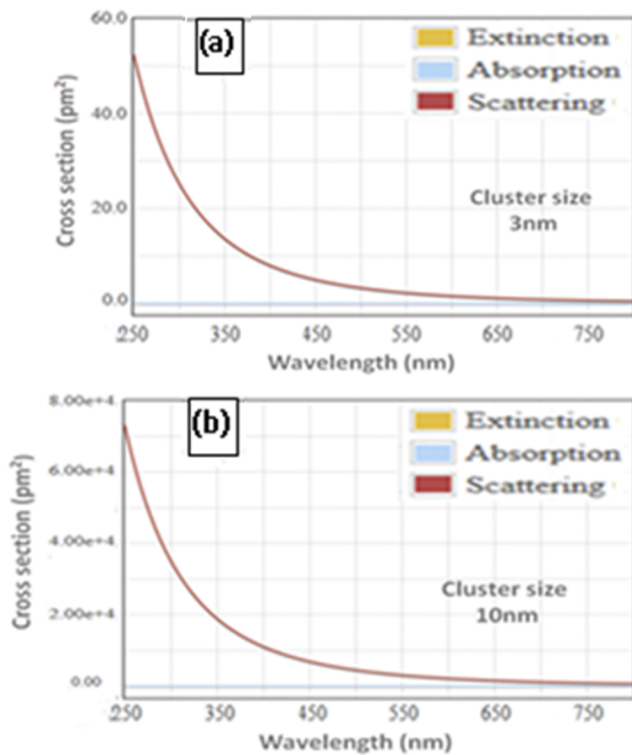 (a)
60.0
40.0
20.0
0.0
Cross section (pm²)
Extinction
Absorption
Scattering
Cluster size
3nm
250 350 450 550 650 750
Wavelength (nm)
(b)
8.00e+4
6.00e+4
4.00e+4
2.00e+4
0.00
Cross section (pm²)
Extinction
Absorption
Scattering
Cluster size
10nm
250 350 450 550 650 750
Wavelength (nm)